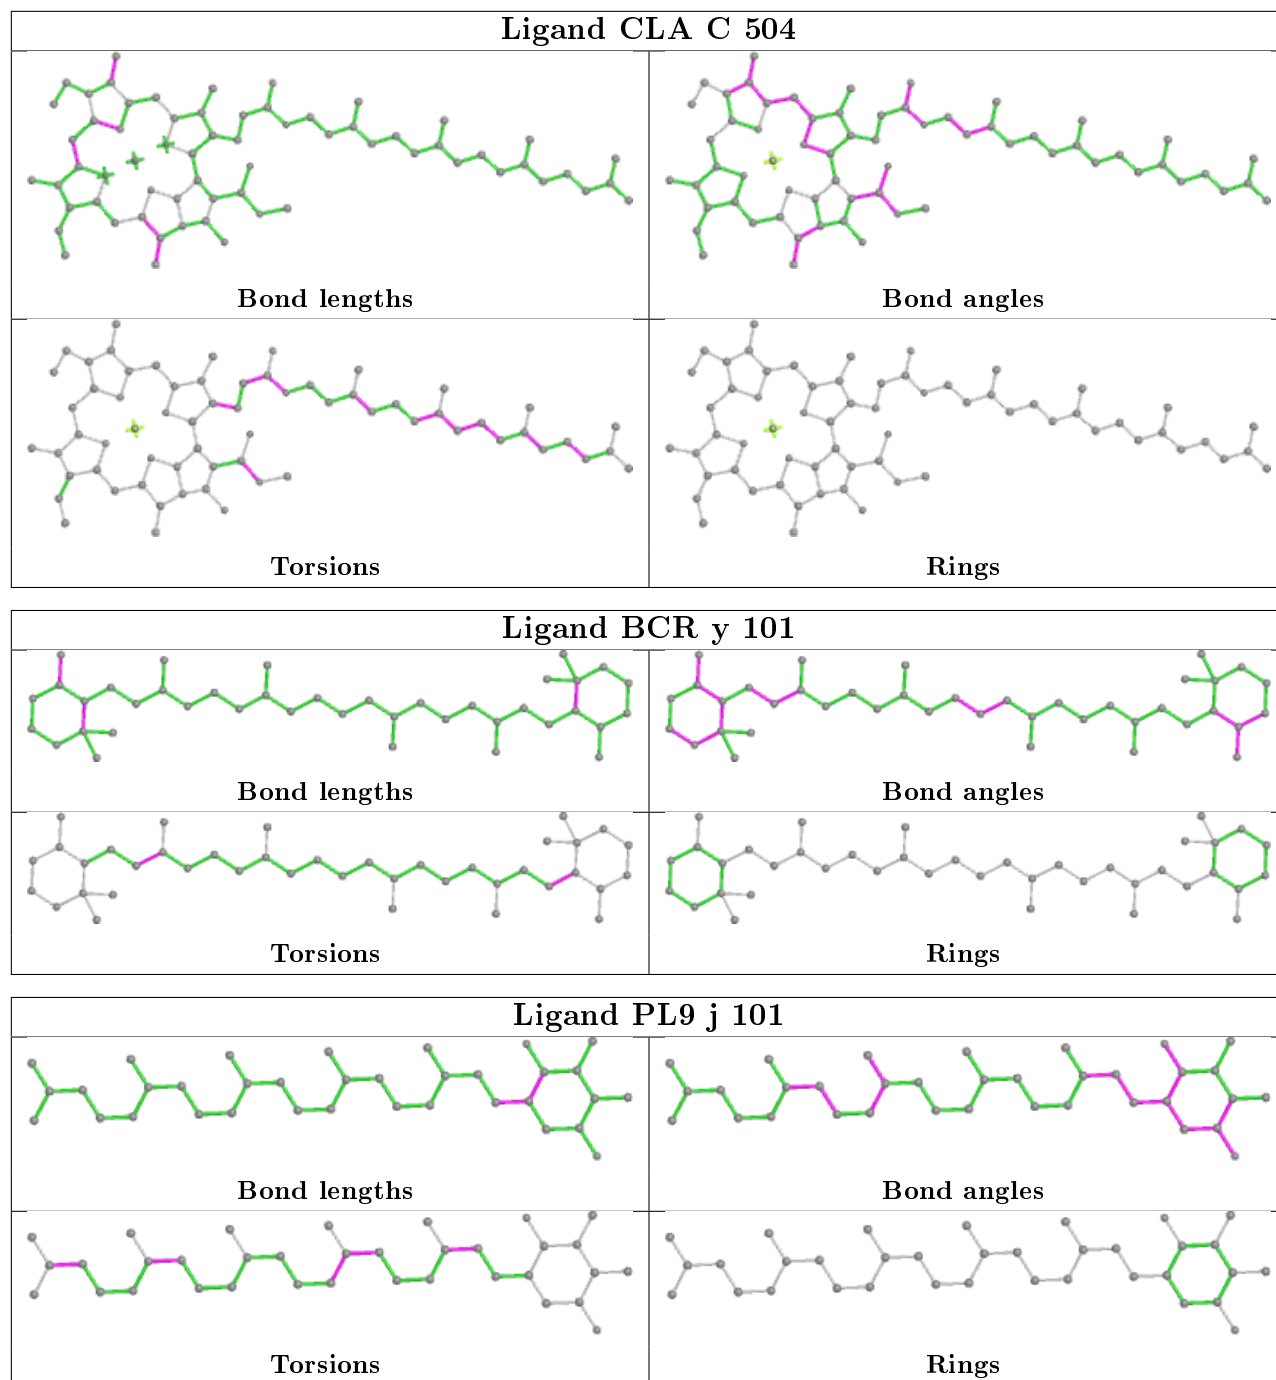 Ligand CLA C 504
Bond lengths
Bond angles
Torsions
Rings
Ligand BCR y 101
Bond lengths
Bond angles
Torsions
Rings
Ligand PL9 j 101
Bond lengths
Bond angles
Torsions
Rings